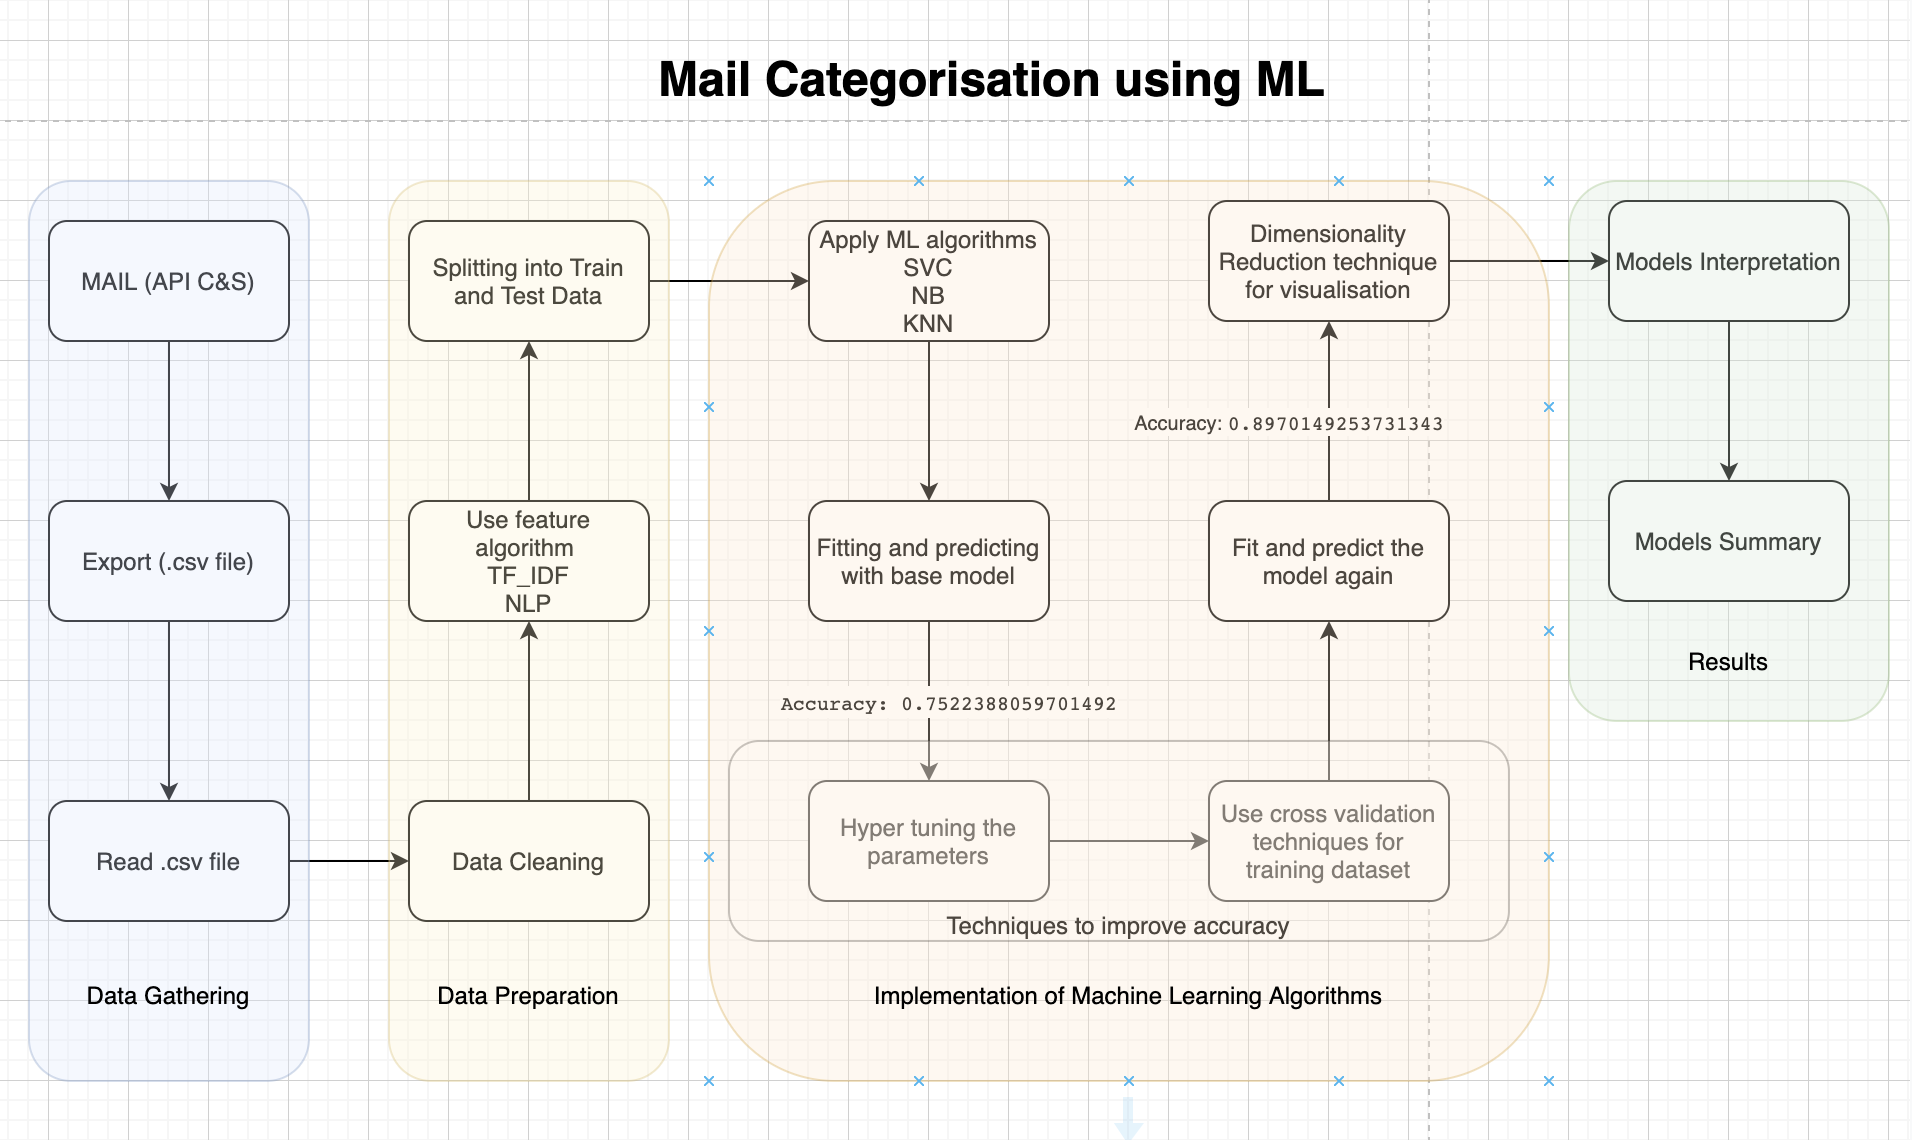 Mail Categorisation using ML
MAIL (API C&S)
Export (.csv file)
Read .csv file
Data Gathering
Splitting into Train
and Test Data
Use feature
algorithm
TF_IDF
NLP
Data Cleaning
Data Preparation
Apply ML algorithms
SVC
NB
KNN
Fitting and predicting
with base model
Accuracy: 0.7522388059701492
Hyper tuning the
parameters
Use cross validation
techniques for
training dataset
Techniques to improve accuracy
Fit and predict the
model again
Accuracy: 0.8970149253731343
Dimensionality
Reduction technique
for visualisation
Implementation of Machine Learning Algorithms
Models Interpretation
Models Summary
Results